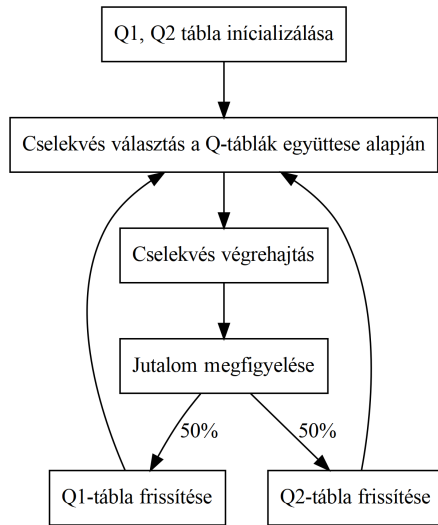 Q1, Q2 tábla inícializálása
Cselekvés választás a Q-táblák együttese alapján
Cselekvés végrehajtás
Jutalom megfigyelése
50%
50%
Q1-tábla frissítése
Q2-tábla frissítése